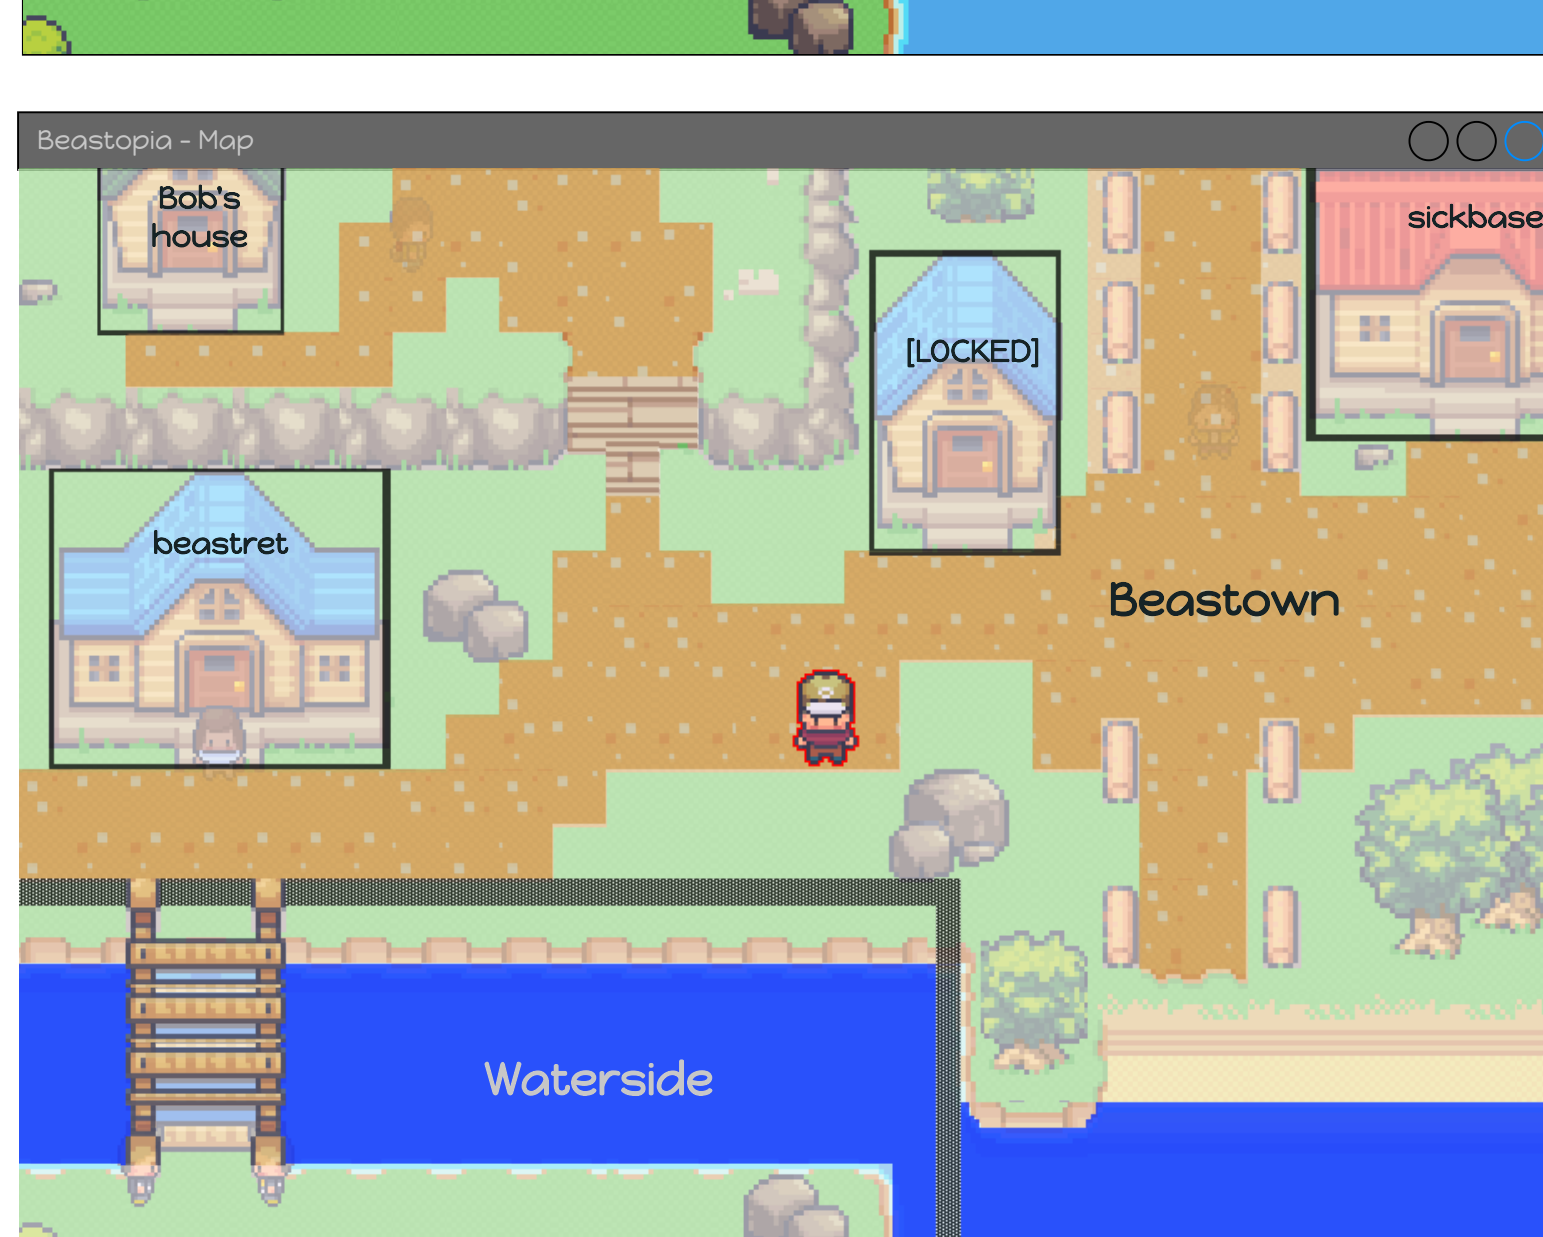 Beastopia - Map
Bob's
house
sickbase
[LOCKED]
beastret
Beastown
Waterside